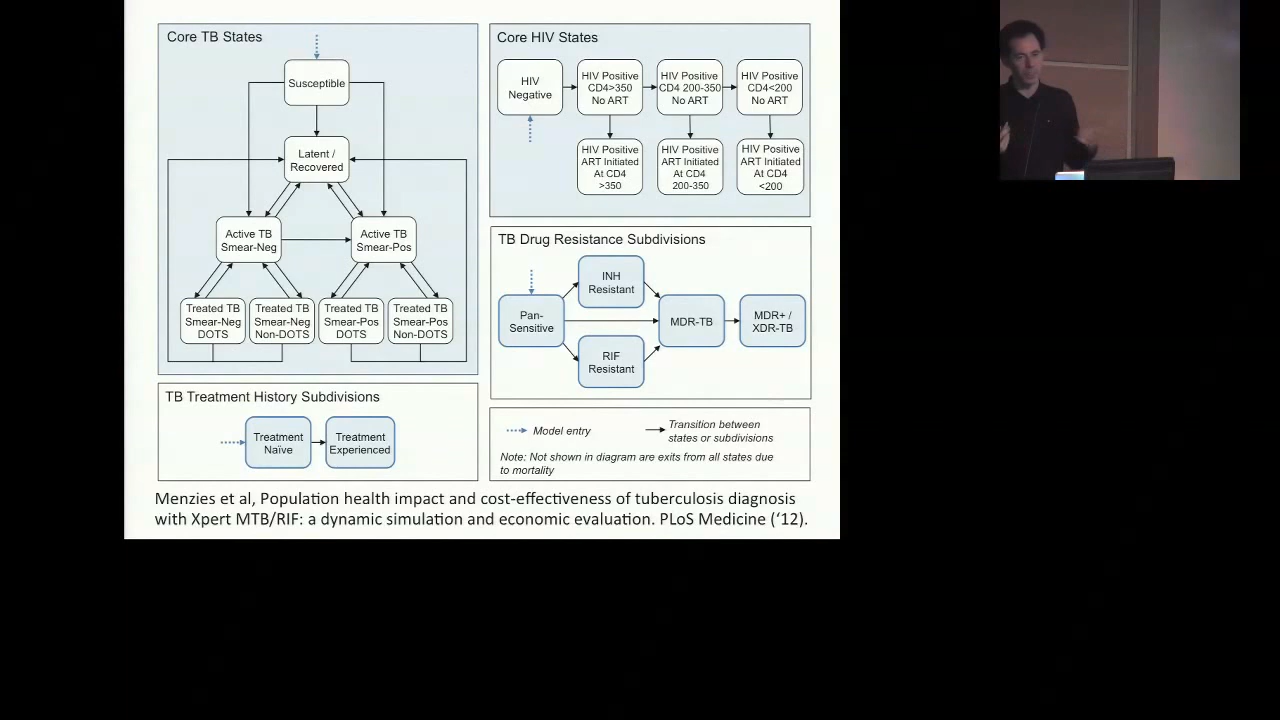 Core TB States
Susceptible
Latent /
Recovered
Active TB
Smear-Neg
Active TB
Smear-Pos
Treated TB
Smear-Neg
DOTS
Treated TB
Smear-Neg
Non-DOTS
Treated TB
Smear-Pos
DOTS
Treated TB
Smear-Pos
Non-DOTS
TB Treatment History Subdivisions
Treatment
Naïve
Treatment
Experienced
Core HIV States
HIV
Negative
HIV Positive
CD4>350
No ART
HIV Positive
CD4 200-350
No ART
HIV Positive
CD4<200
No ART
HIV Positive
ART Initiated
At CD4
>350
HIV Positive
ART Initiated
At CD4
200-350
HIV Positive
ART Initiated
At CD4
<200
TB Drug Resistance Subdivisions
Pan-
Sensitive
INH
Resistant
RIF
Resistant
MDR-TB
MDR+ /
XDR-TB
Model entry
Transition between
states or subdivisions
Note: Not shown in diagram are exits from all states due
to mortality
Menzies et al, Population health impact and cost-effectiveness of tuberculosis diagnosis
with Xpert MTB/RIF: a dynamic simulation and economic evaluation. PLoS Medicine ('12).